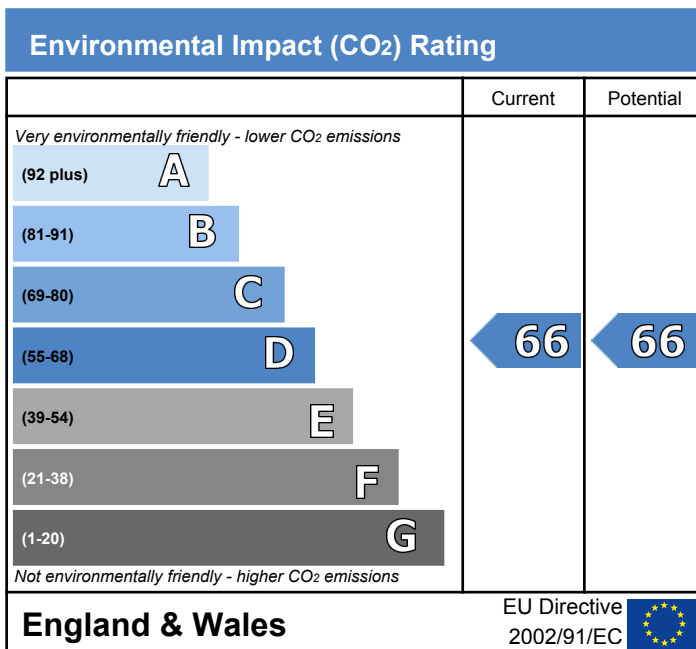 Environmental Impact (CO2) Rating
Current Potential
Very environmentally friendly - lower CO2 emissions
(92 plus) A
(81-91) B
(69-80) C
(55-68) D
66 66
(39-54) E
(21-38) F
(1-20) G
Not environmentally friendly - higher CO2 emissions
England & Wales
EU Directive
2002/91/EC